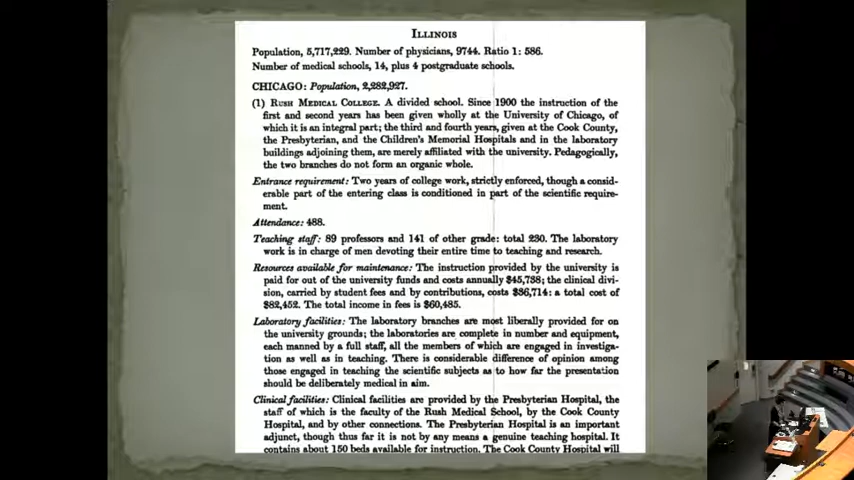 ILLINOIS
Population, 5,717,229. Number of physicians, 9744. Ratio 1: 586.
Number of medical schools, 14, plus 4 postgraduate schools.
CHICAGO: Population, 2,282,927.
(1) RUSH MEDICAL COLLEGE. A divided school. Since 1900 the instruction of the
first and second years has been given wholly at the University of Chicago, of
which it is an integral part; the third and fourth years, given at the Cook County,
the Presbyterian, and the Children's Memorial Hospitals and in the laboratory
buildings adjoining them, are merely affiliated with the university. Pedagogically,
the two branches do not form an organic whole.
Entrance requirement: Two years of college work, strictly enforced, though a consid-
erable part of the entering class is conditioned in part of the scientific require-
ment.
Attendance: 488.
Teaching staff: 89 professors and 141 of other grade: total 230. The laboratory
work is in charge of men devoting their entire time to teaching and research.
Resources available for maintenance: The instruction provided by the university is
paid for out of the university funds and costs annually $45,738; the clinical divi-
sion, carried by student fees and by contributions, costs $36,714: a total cost of
$82,452. The total income in fees is $60,485.
Laboratory facilities: The laboratory branches are most liberally provided for on
the university grounds; the laboratories are complete in number and equipment,
each manned by a full staff, all the members of which are engaged in investiga-
tion as well as in teaching. There is considerable difference of opinion among
those engaged in teaching the scientific subjects as to how far the presentation
should be deliberately medical in aim.
Clinical facilities: Clinical facilities are provided by the Presbyterian Hospital, the
staff of which is the faculty of the Rush Medical School, by the Cook County
Hospital, and by other connections. The Presbyterian Hospital is an important
adjunct, though thus far it is not by any means a genuine teaching hospital. It
contains about 150 beds available for instruction. The Cook County Hospital will